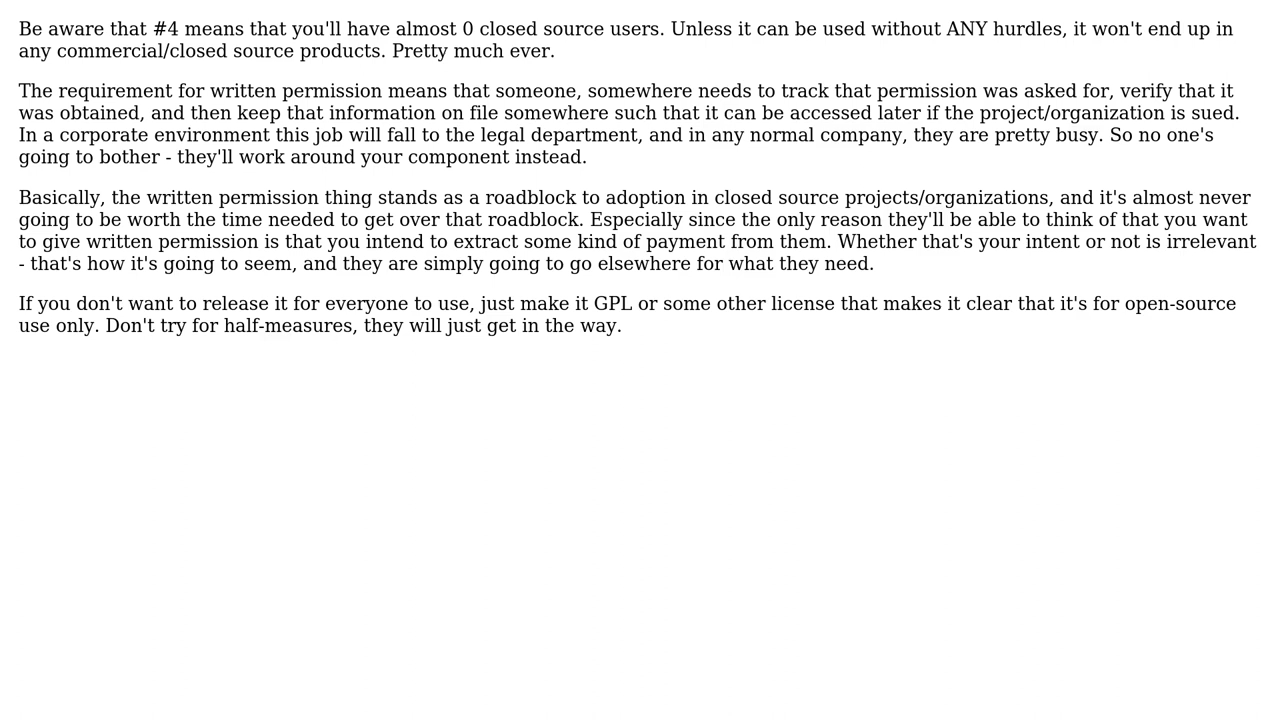 Be aware that #4 means that you'll have almost 0 closed source users. Unless it can be used without ANY hurdles, it won't end up in
any commercial/closed source products. Pretty much ever.
The requirement for written permission means that someone, somewhere needs to track that permission was asked for, verify that it
was obtained, and then keep that information on file somewhere such that it can be accessed later if the project/organization is sued.
In a corporate environment this job will fall to the legal department, and in any normal company, they are pretty busy. So no one's
going to bother - they'll work around your component instead.
Basically, the written permission thing stands as a roadblock to adoption in closed source projects/organizations, and it's almost never
going to be worth the time needed to get over that roadblock. Especially since the only reason they'll be able to think of that you want
to give written permission is that you intend to extract some kind of payment from them. Whether that's your intent or not is irrelevant
- that's how it's going to seem, and they are simply going to go elsewhere for what they need.
If you don't want to release it for everyone to use, just make it GPL or some other license that makes it clear that it's for open-source
use only. Don't try for half-measures, they will just get in the way.